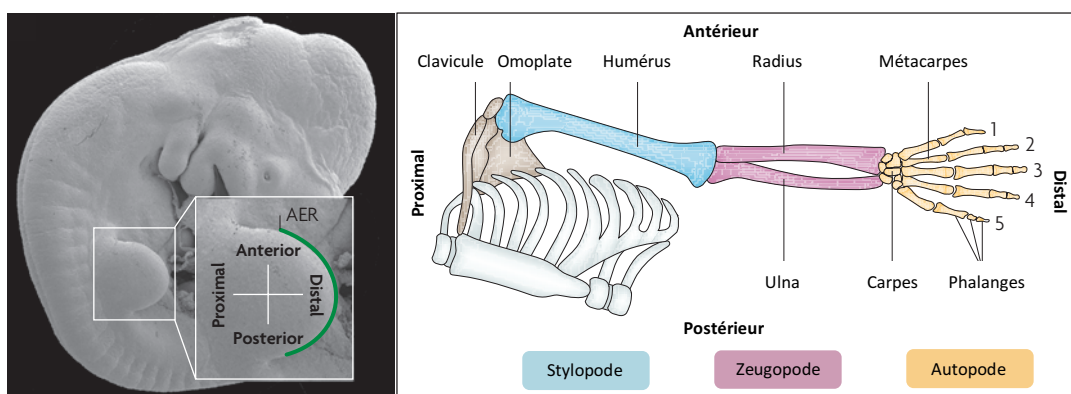 AER
Anterior
Proximal
Distal
Posterior
Antérieur
Clavicule Omoplate Humérus Radius Métacarpes
1
2
3
4
5
Proximal
Distal
Ulna Carpes Phalanges
Postérieur
Stylopode Zeugopode Autopode